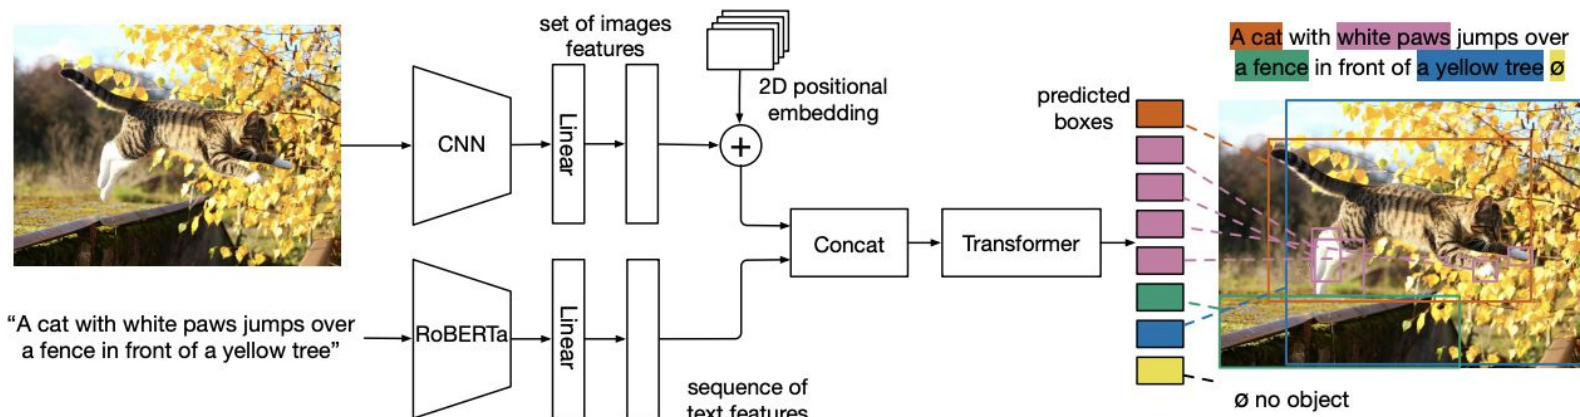 set of images
features
2D positional
embedding
CNN
Linear
+
"A cat with white paws jumps over
a fence in front of a yellow tree"
RoBERTa
Linear
sequence of
text features
Concat
Transformer
predicted
boxes
A cat with white paws jumps over
a fence in front of a yellow tree ø
ø no object